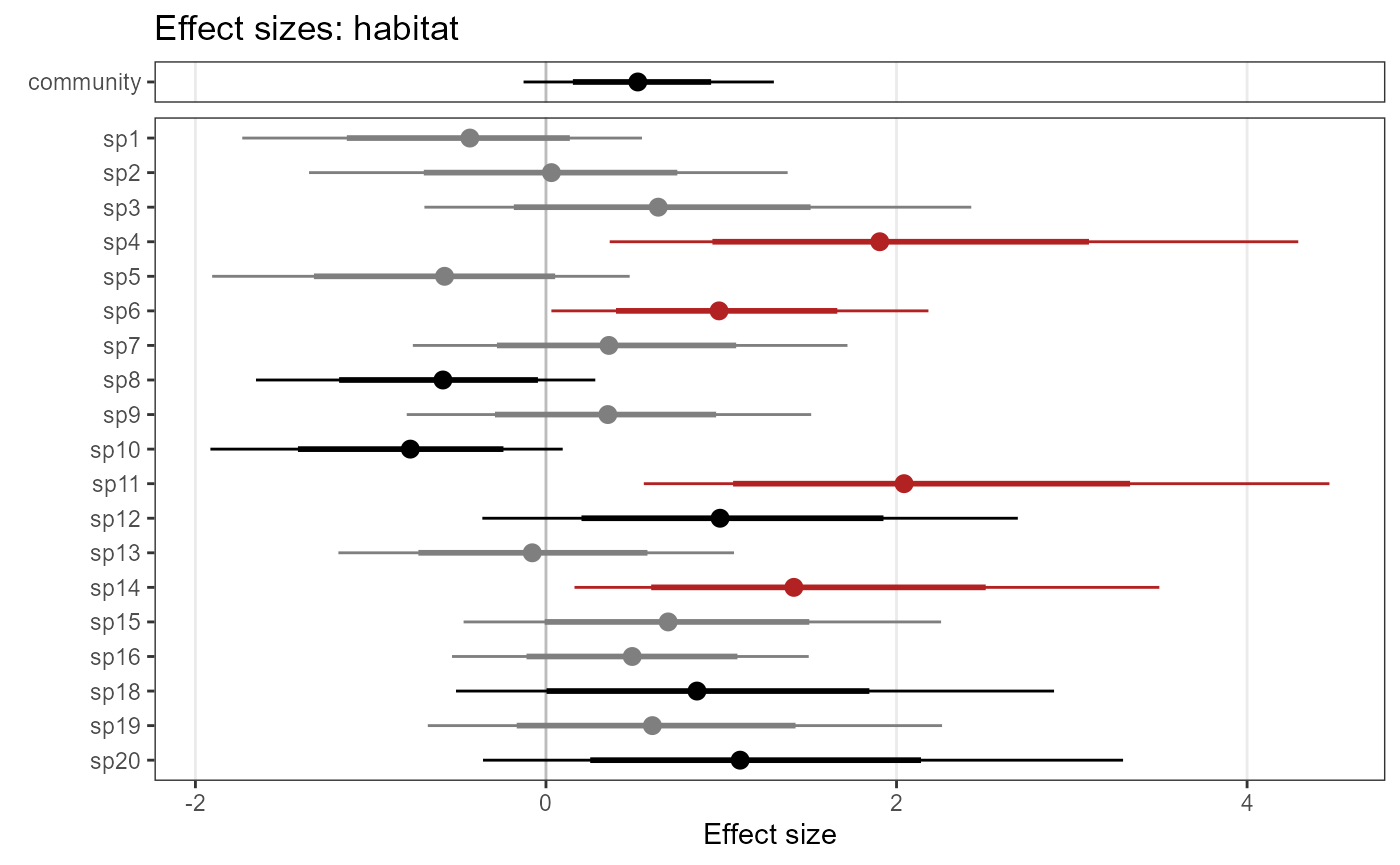 Effect sizes: habitat
community
sp1
sp2
sp3
sp4
sp5
sp6
sp7
sp8
sp9
sp10
sp11
sp12
sp13
sp14
sp15
sp16
sp18
sp19
sp20
-2 0 2 4
Effect size